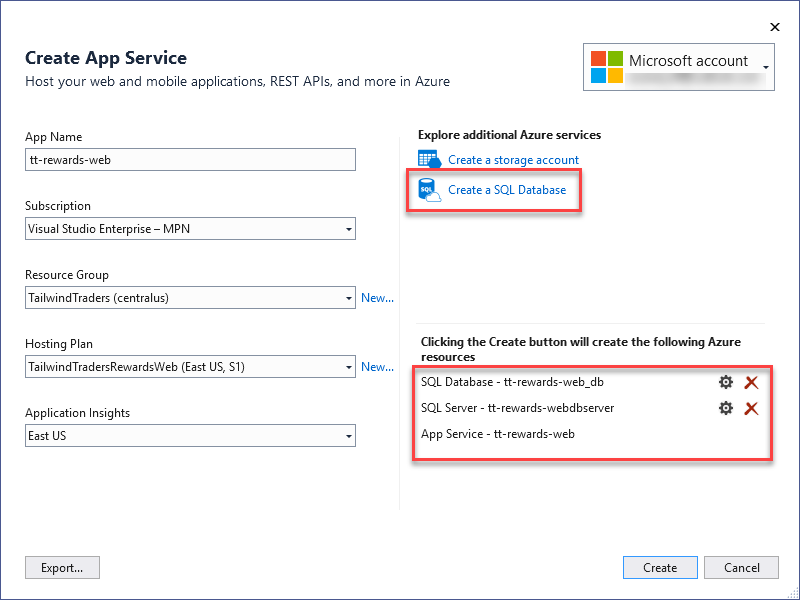 Create App Service
Host your web and mobile applications, REST APIs, and more in Azure
Microsoft account
App Name
tt-rewards-web
Subscription
Visual Studio Enterprise – MPN
Resource Group
TailwindTraders (centralus)
New...
Hosting Plan
TailwindTradersRewardsWeb (East US, S1)
New...
Application Insights
East US
Explore additional Azure services
Create a storage account
SQL
Create a SQL Database
Clicking the Create button will create the following Azure
resources
SQL Database - tt-rewards-web_db
SQL Server - tt-rewards-webdbserver
App Service - tt-rewards-web
Export...
Create
Cancel